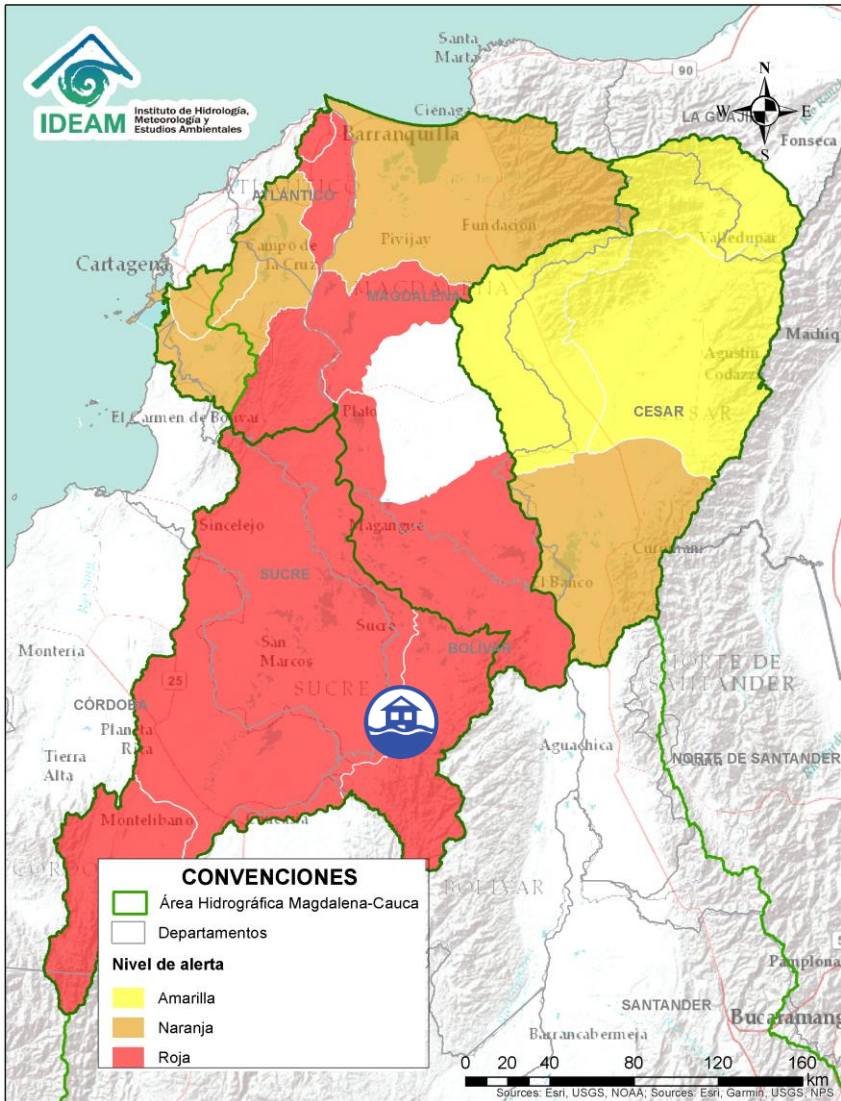 IDEAM
Instituto de Hidrología,
Meteorología y
Estudios Ambientales
Santa
Marta
90
N
W
E
S
LA GUAJIR
Ciénaga
Fonseca
Barranquilla
ATLÁNTICO
Valledupar
Campo de
la Cruz
Pivijay
Fundación
Cartagena
MAGDALENA
Machiq
Agustín
Codazzi
El Carmen de Bolívar
Plato
CESAR
Sincelejo
Magangué
Curumaní
SUCRE
El Banco
Sucre
Montería
San
Marcos
BOLÍVAR
SUCRE
NORTE DE
SANTANDER
25
CÓRDOBA
Planeta
Rica
Tierra
Alta
Aguachica
NORTE DE SANTANDER
Montelíbano
BOLÍVAR
CONVENCIONES
Área Hidrográfica Magdalena-Cauca
Departamentos
Nivel de alerta
Amarilla
Naranja
Roja
Pamplona
SANTANDER
Bucaramang
Barrancabermeja
0 20 40 80 120 160
km
Sources: Esri, USGS, NOAA; Sources: Esri, Garmin, USGS, NPS